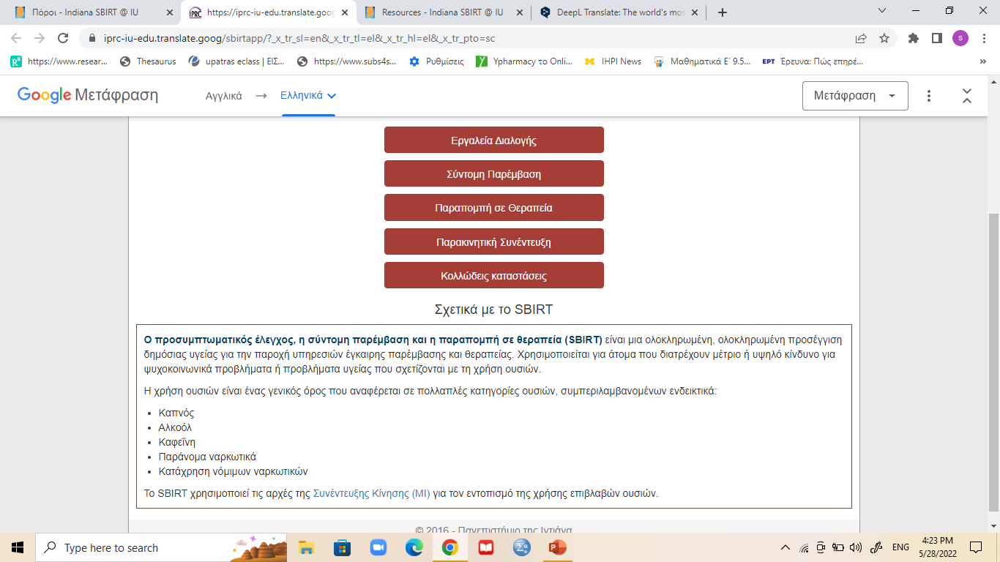 Πόροι - Indiana SBIRT @ IU
https://iprc-iu-edu.translate.goog
Resources - Indiana SBIRT @ IU
DeepL Translate: The world's mos
iprc-iu-edu.translate.goog/sbirtapp/?_x_tr_sl=en&_x_tr_tl=el&_x_tr_hl=el&_x_tr_pto=sc
https://www.resear...
Thesaurus
upatras eclass | ΕΙΣ...
https://www.subs4s...
Ρυθμίσεις
Ypharmacy το Onli...
IHPI News
Μαθηματικά Ε΄ 9.5...
ΕΡΤ Έρευνα: Πώς επηρέ...
Google Μετάφραση
Αγγλικά
Ελληνικά
Μετάφραση
Εργαλεία Διαλογής
Σύντομη Παρέμβαση
Παραπομπή σε Θεραπεία
Παρακινητική Συνέντευξη
Κολλώδεις καταστάσεις
Σχετικά με το SBIRT
Ο προσυμπτωματικός έλεγχος, η σύντομη παρέμβαση και η παραπομπή σε θεραπεία (SBIRT) είναι μια ολοκληρωμένη, ολοκληρωμένη προσέγγιση
δημόσιας υγείας για την παροχή υπηρεσιών έγκαιρης παρέμβασης και θεραπείας. Χρησιμοποιείται για άτομα που διατρέχουν μέτριο ή υψηλό κίνδυνο για
ψυχοκοινωνικά προβλήματα ή προβλήματα υγείας που σχετίζονται με τη χρήση ουσιών.
Η χρήση ουσιών είναι ένας γενικός όρος που αναφέρεται σε πολλαπλές κατηγορίες ουσιών, συμπεριλαμβανομένων ενδεικτικά:
• Καπνός
• Αλκοόλ
• Καφεΐνη
• Παράνομα ναρκωτικά
• Κατάχρηση νόμιμων ναρκωτικών
Το SBIRT χρησιμοποιεί τις αρχές της Συνέντευξης Κίνησης (MI) για τον εντοπισμό της χρήσης επιβλαβών ουσιών.
© 2016 - Πανεπιστήμιο της Ιντιάνα
Type here to search
ENG
4:23 PM
5/28/2022